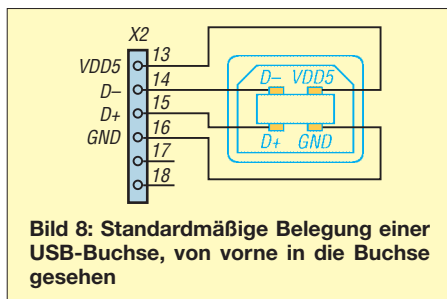 X2
VDD5 13
D– 14
D+ 15
GND 16
17
18
D– VDD5
D+ GND
Bild 8: Standardmäßige Belegung einer
USB-Buchse, von vorne in die Buchse
gesehen